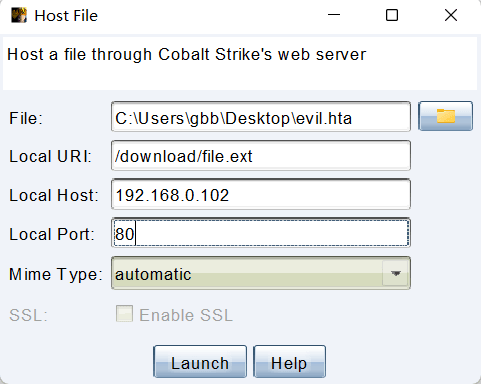 Host File
Host a file through Cobalt Strike's web server
File: C:\Users\gbb\Desktop\evil.hta
Local URI: /download/file.ext
Local Host: 192.168.0.102
Local Port: 80
Mime Type: automatic
SSL: Enable SSL
Launch Help